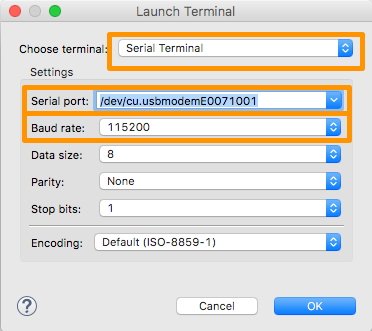 Launch Terminal
Choose terminal: Serial Terminal
Settings
Serial port: /dev/cu.usbmodemE0071001
Baud rate: 115200
Data size: 8
Parity: None
Stop bits: 1
Encoding: Default (ISO-8859-1)
? Cancel OK